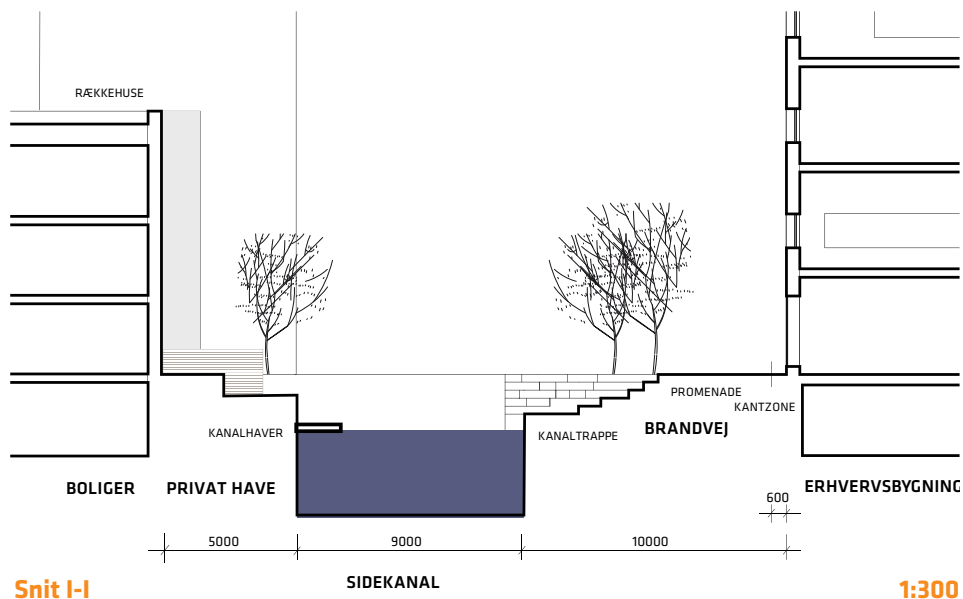 RÆKKEHUSE
PROMENADE
KANTZONE
KANALHAVER
KANALTRAPPE
BRANDVEJ
BOLIGER
PRIVAT HAVE
ERHVERVSBYGNING
600
5000
9000
10000
SIDEKANAL
Snit I-I
1:300